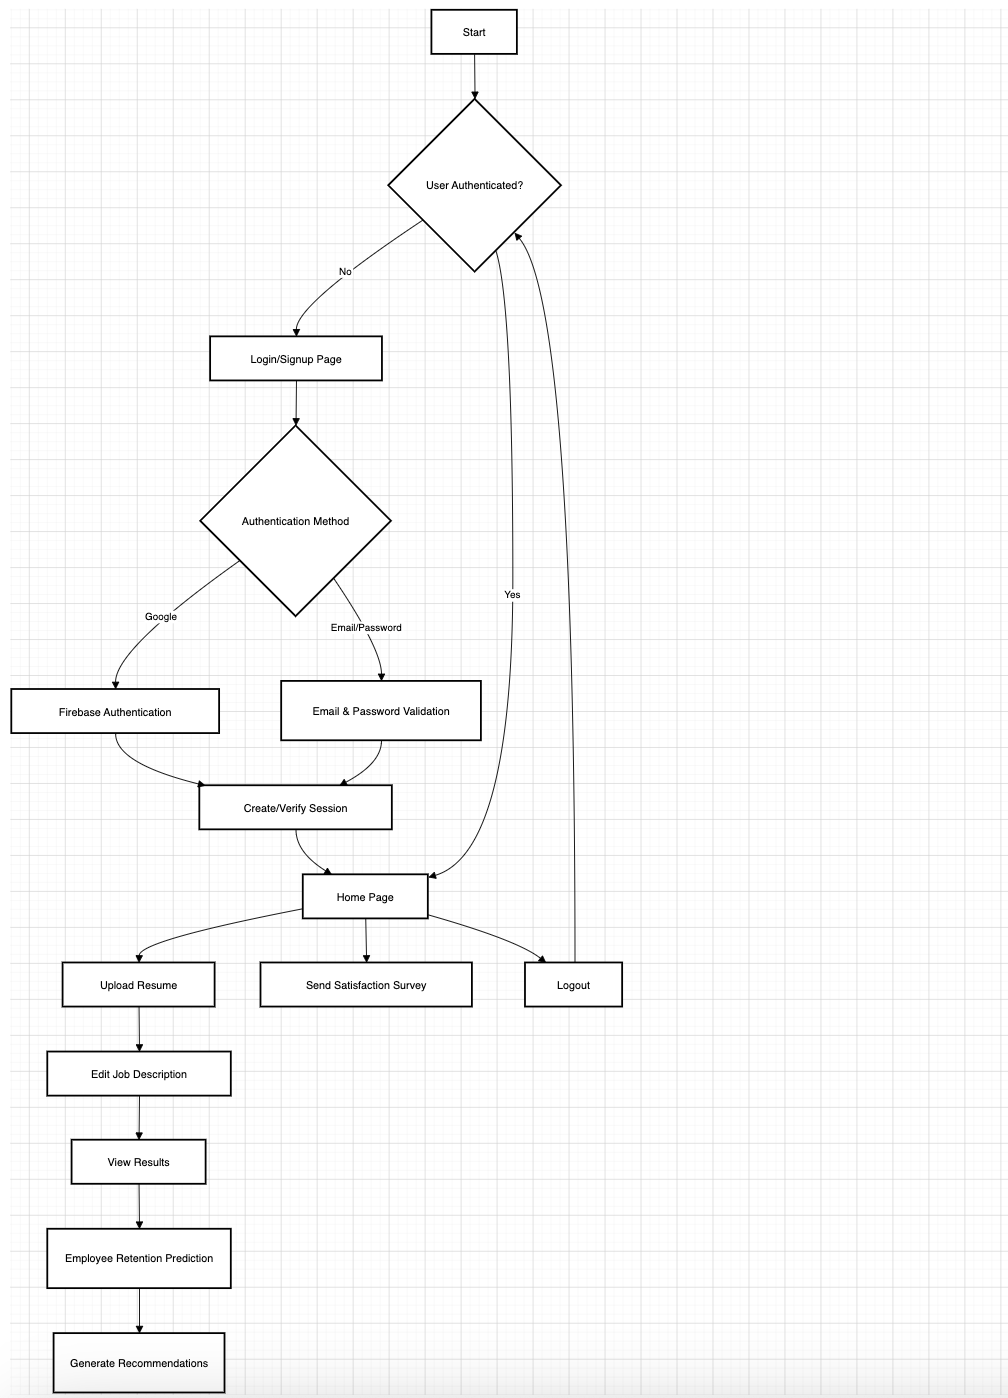 Start
User Authenticated?
No
Login/Signup Page
Authentication Method
Yes
Google
Email/Password
Firebase Authentication
Email & Password Validation
Create/Verify Session
Home Page
Upload Resume
Send Satisfaction Survey
Logout
Edit Job Description
View Results
Employee Retention Prediction
Generate Recommendations